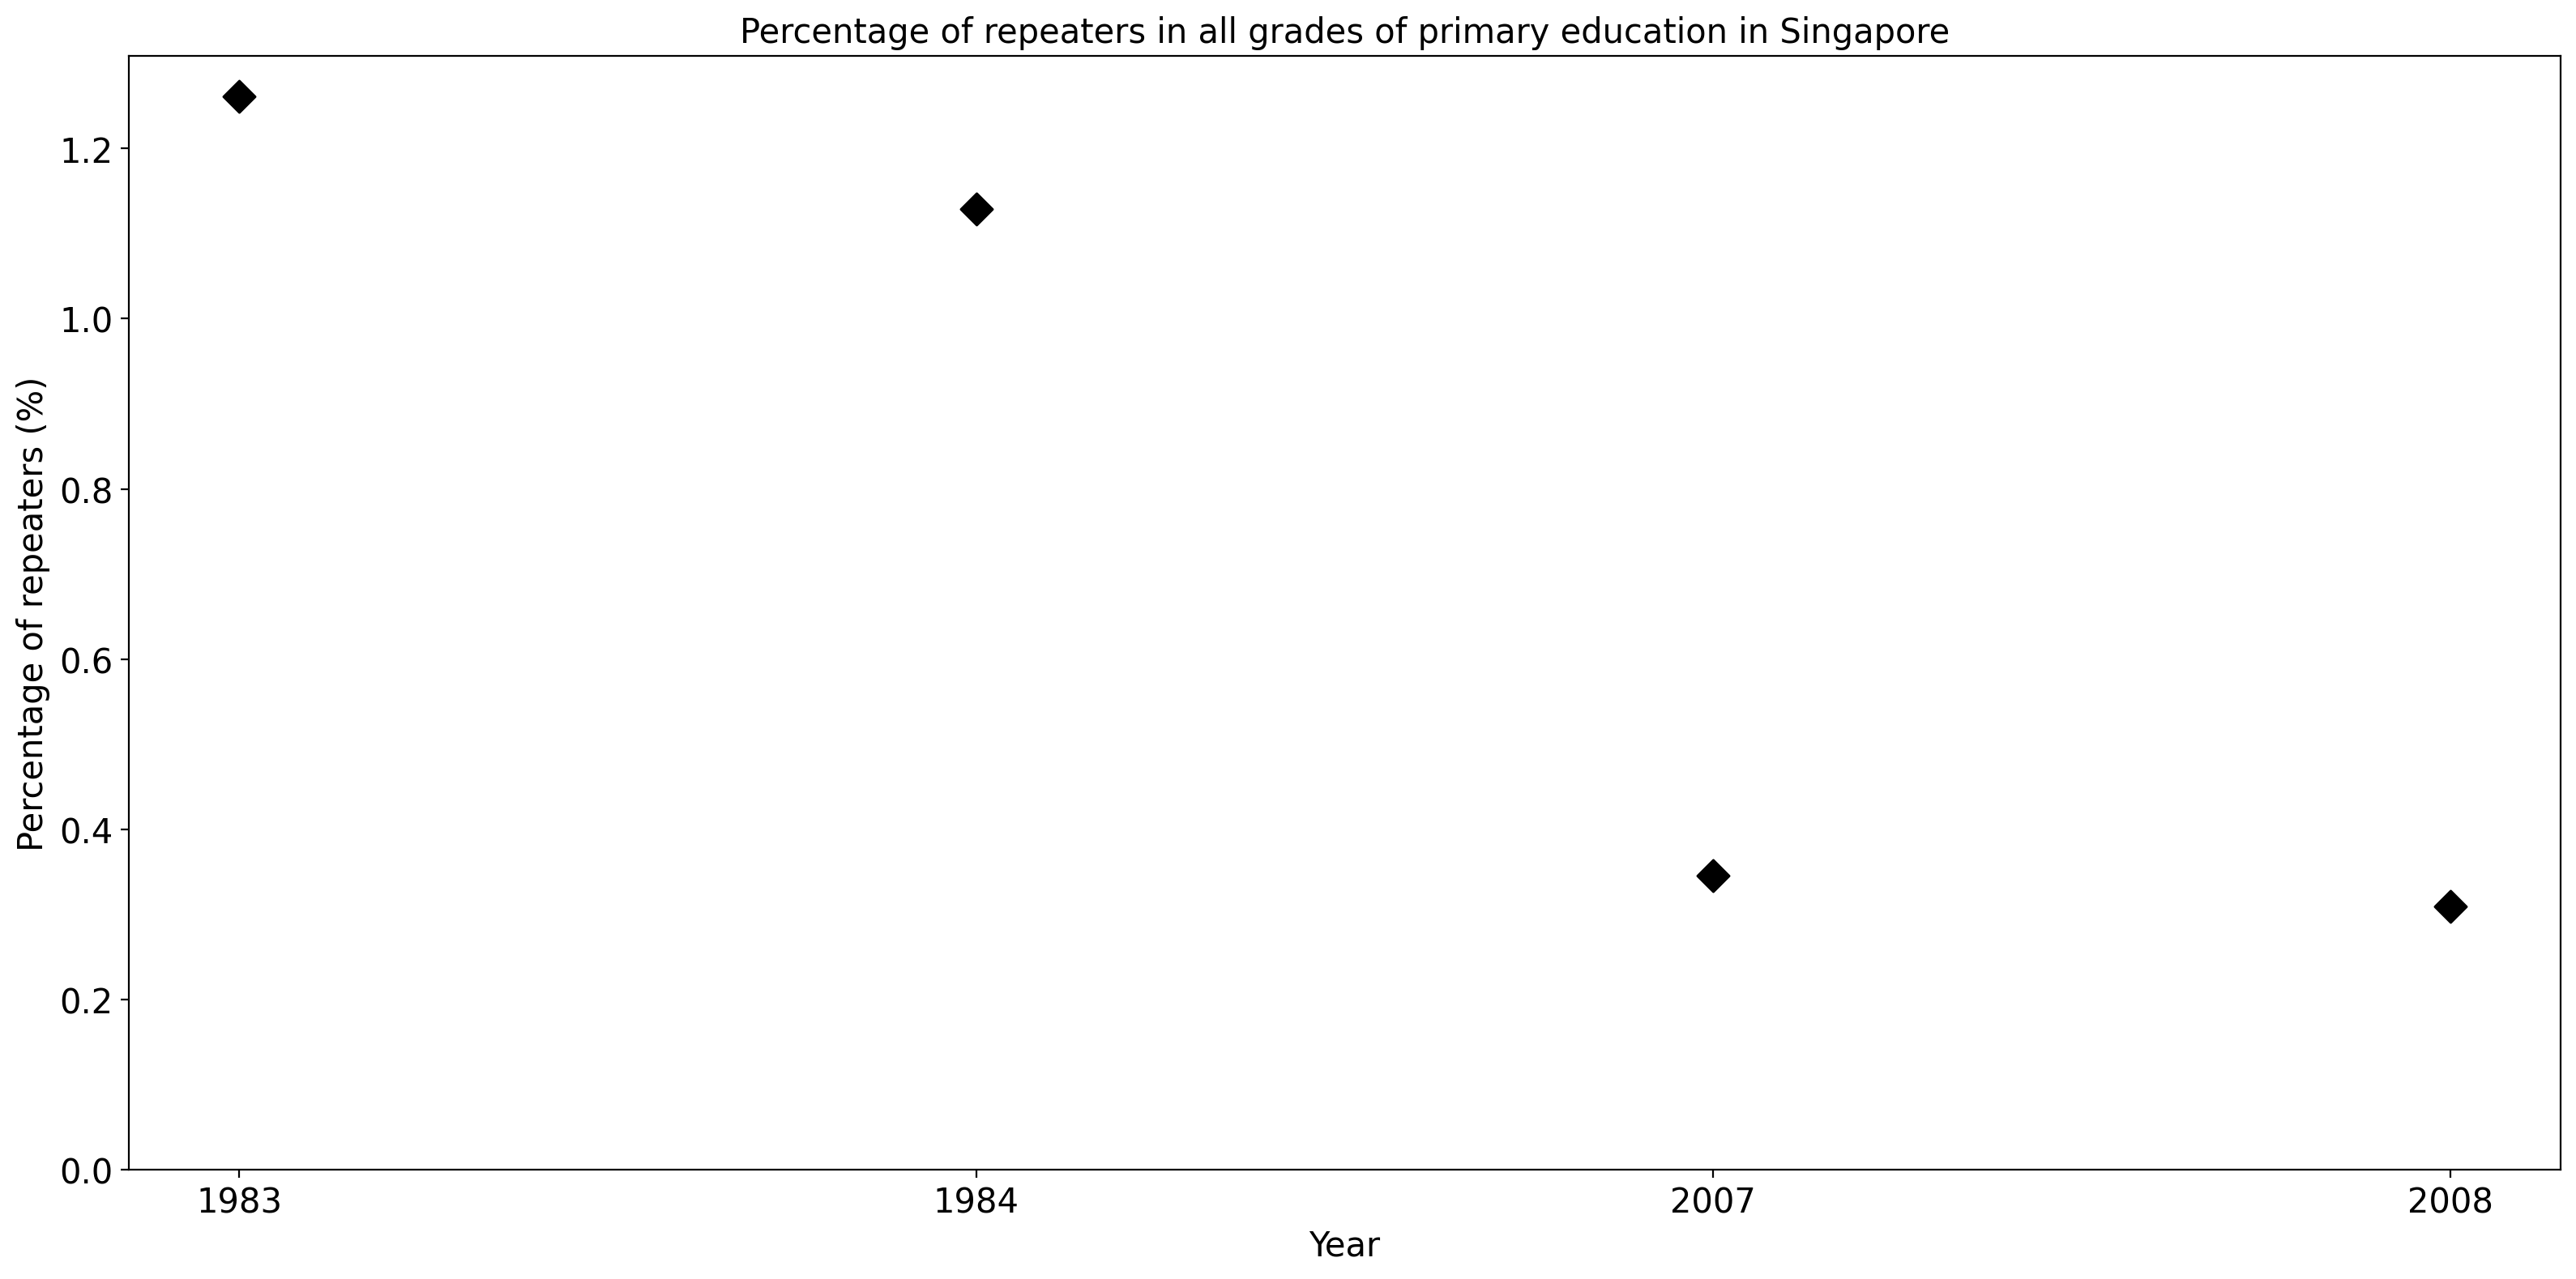 Percentage of repeaters in all grades of primary education in Singapore
Percentage of repeaters (%)
1.2
1.0
0.8
0.6
0.4
0.2
0.0
1983 1984 2007 2008
Year